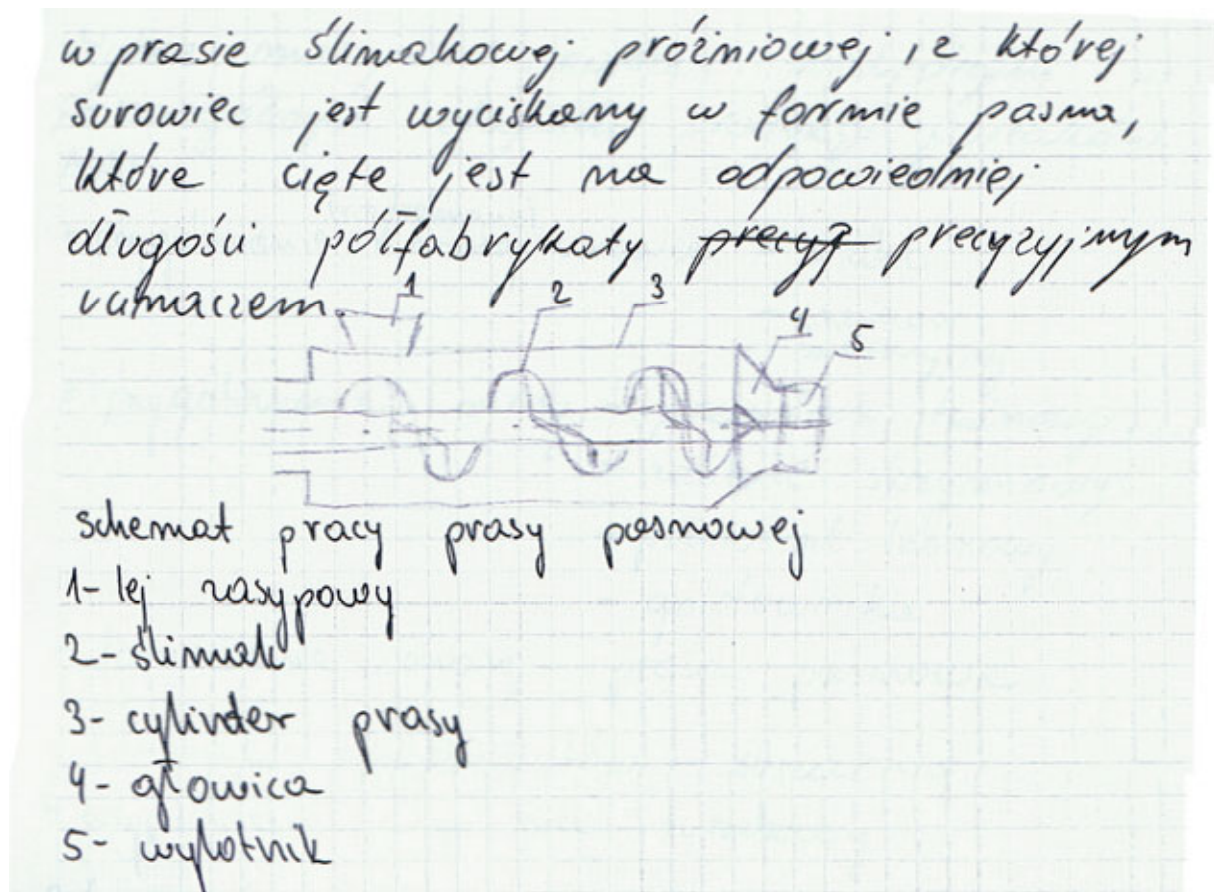 w prasie ślimakowej próżniowej, z której
surowiec jest wyciskany w formie pasma,
które cięte jest na odpowiedniej
długości półfabrykaty precyzyjnym
ucinaczem.
1 2 3 4 5
schemat pracy prasy pasmowej
1- lej zasypowy
2- ślimak
3- cylinder prasy
4- głowica
5- wylotnik